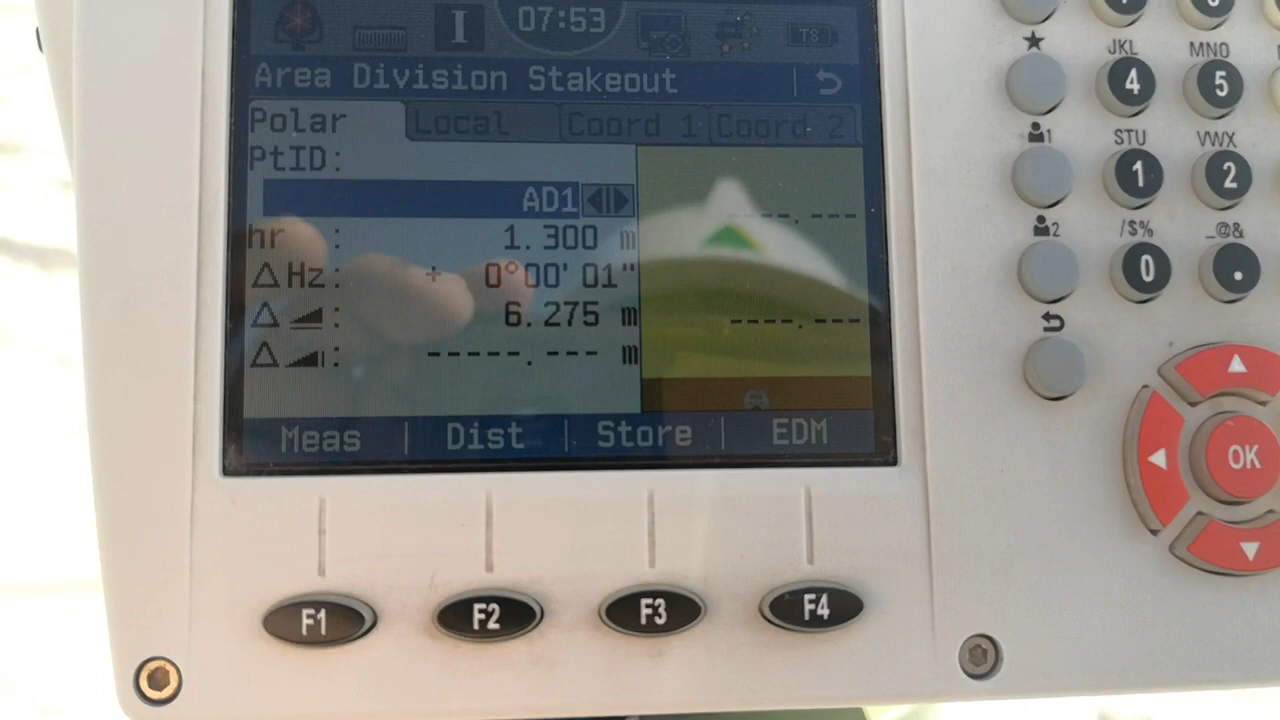 I 07:53 TS
Area Division Stakeout
Polar Local Coord 1 Coord 2
PtID:
AD1
----.---
hr : 1.300 m
ΔHz: + 0°00'01"
Δ : 6.275 m
----.---
Δ : -----.--- m
Meas | Dist | Store | EDM
F1 F2 F3 F4
★ JKL MNO
4 5
1 STU VWX
1 2
2 /$% _@&
0 .
OK